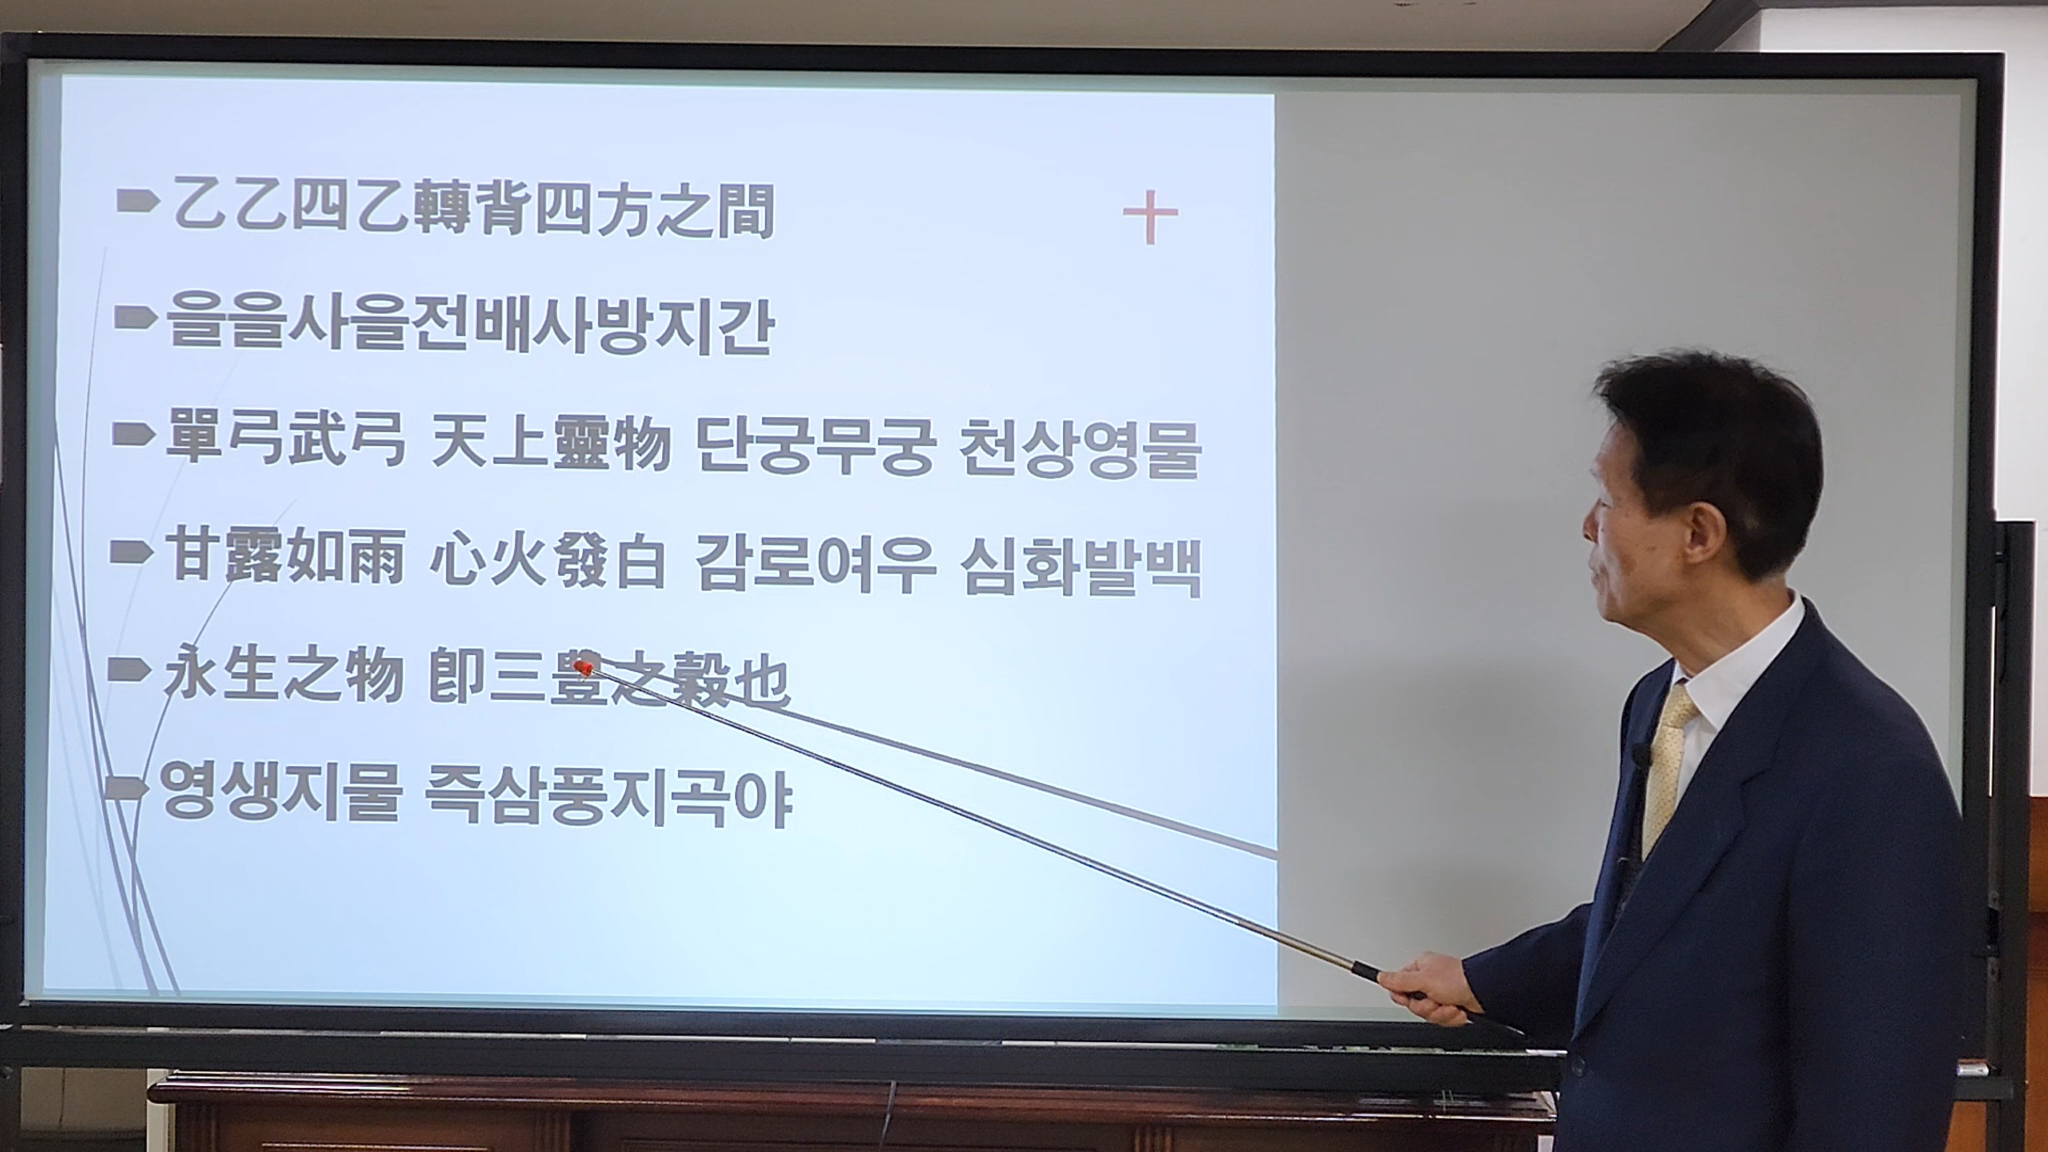 乙乙四乙轉背四方之間
을을사을전배사방지간
單弓武弓 天上靈物 단궁무궁 천상영물
甘露如雨 心火發白 감로여우 심화발백
永生之物 卽三豐之穀也
영생지물 즉삼풍지곡야